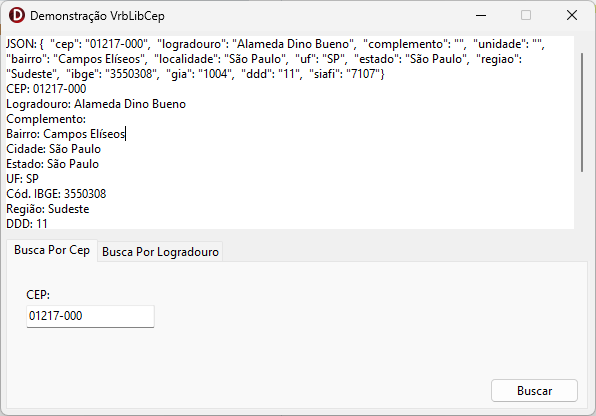 Demonstração VrbLibCep
JSON: {  "cep": "01217-000",  "logradouro": "Alameda Dino Bueno",  "complemento": "",  "unidade": "",
"bairro": "Campos Elíseos",  "localidade": "São Paulo",  "uf": "SP",  "estado": "São Paulo",  "regiao":
"Sudeste",  "ibge": "3550308",  "gia": "1004",  "ddd": "11",  "siafi": "7107"}
CEP: 01217-000
Logradouro: Alameda Dino Bueno
Complemento:
Bairro: Campos Elíseos
Cidade: São Paulo
Estado: São Paulo
UF: SP
Cód. IBGE: 3550308
Região: Sudeste
DDD: 11
Busca Por Cep
Busca Por Logradouro
CEP:
01217-000
Buscar